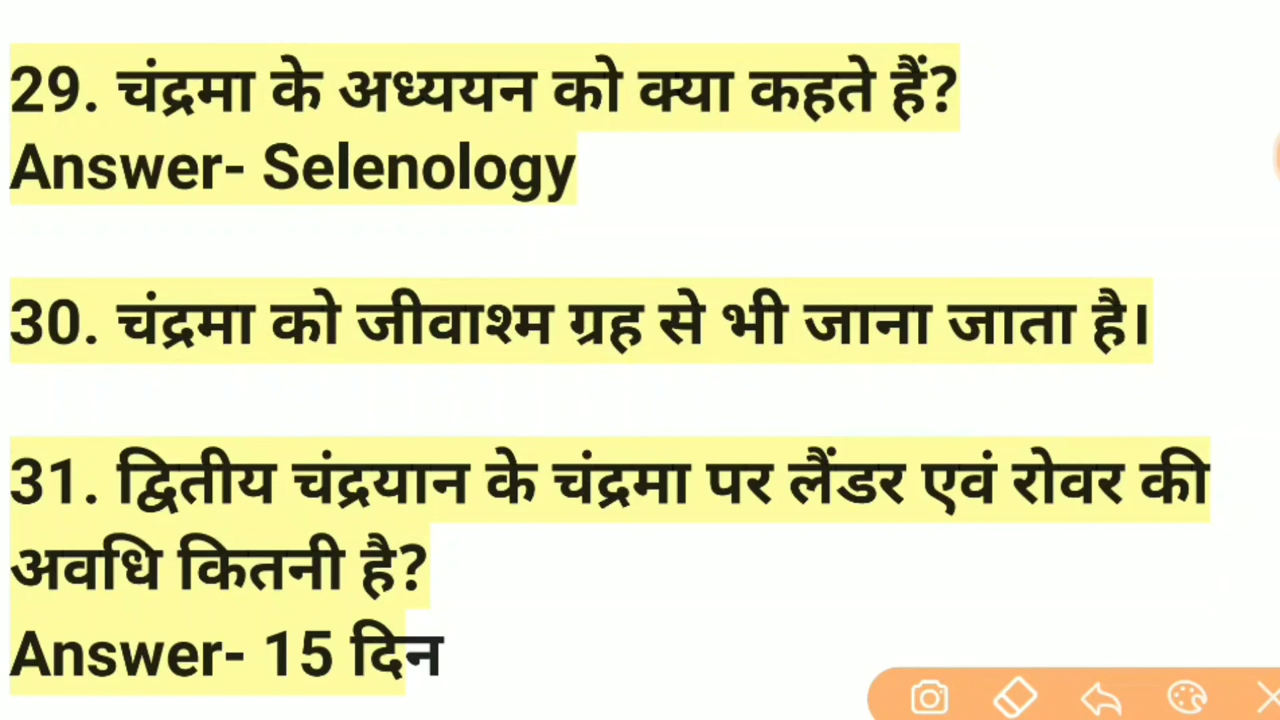 29. चंद्रमा के अध्ययन को क्या कहते हैं?
Answer- Selenology
30. चंद्रमा को जीवाश्म ग्रह से भी जाना जाता है।
31. द्वितीय चंद्रयान के चंद्रमा पर लैंडर एवं रोवर की
अवधि कितनी है?
Answer- 15 दिन